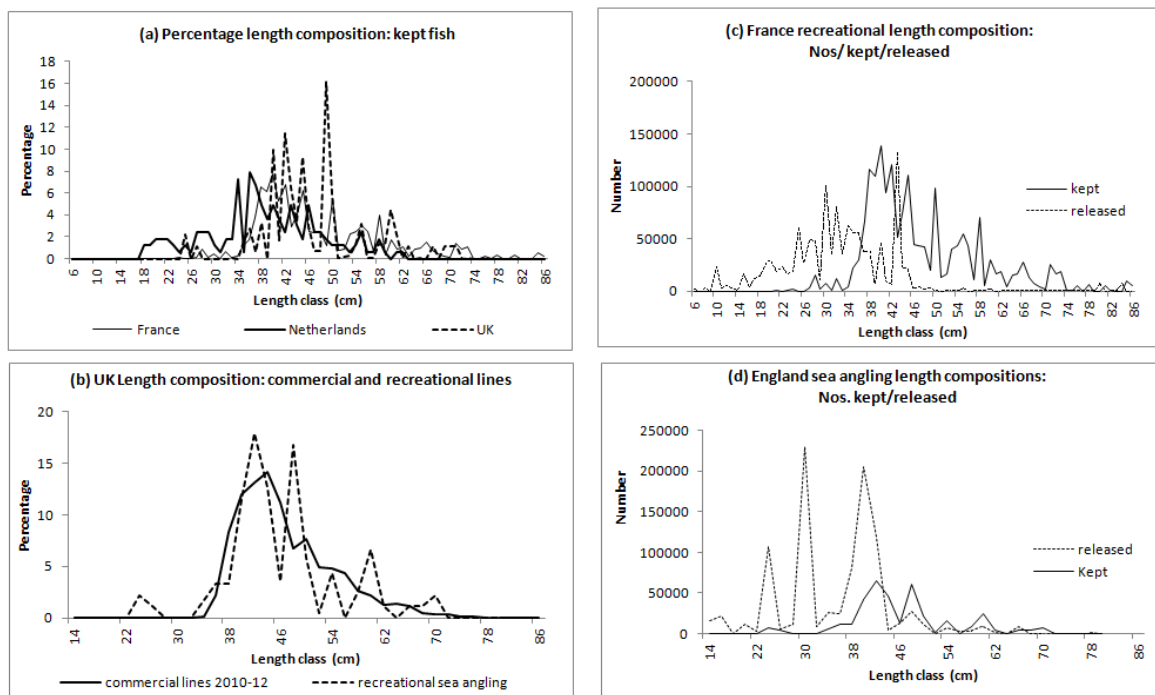 (a) Percentage length composition: kept fish
18
16
14
12
10
8
6
4
2
0
Percentage
6 10 14 18 22 26 30 34 38 42 46 50 54 58 62 66 70 74 78 82 86
Length class (cm)
France Netherlands UK
(c) France recreational length composition:
Nos/ kept/released
200000
150000
100000
50000
0
Number
kept
released
6 10 14 18 22 26 30 34 38 42 46 50 54 58 62 66 70 74 78 82 86
Length class (cm)
(b) UK Length composition: commercial and recreational lines
20
15
10
5
0
Percentage
14 22 30 38 46 54 62 70 78 86
Length class (cm)
commercial lines 2010-12 recreational sea angling
(d) England sea angling length compositions:
Nos. kept/released
250000
200000
150000
100000
50000
0
Number
released
Kept
14 22 30 38 46 54 62 70 78 86
Length class (cm)